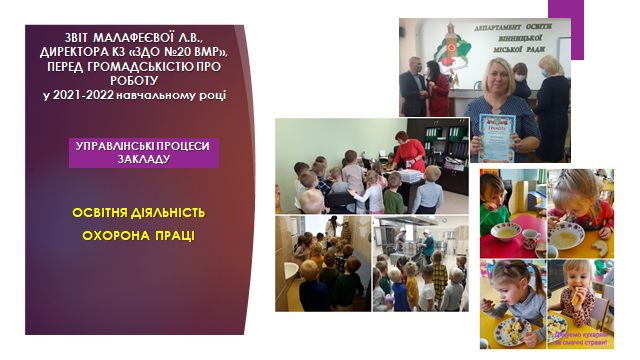 ЗВІТ МАЛАФЕЄВОЇ Л.В.,
ДИРЕКТОРА КЗ «ЗДО №20 ВМР»,
ПЕРЕД ГРОМАДСЬКІСТЮ ПРО
РОБОТУ
у 2021-2022 навчальному році
УПРАВЛІНСЬКІ ПРОЦЕСИ
ЗАКЛАДУ
ОСВІТНЯ ДІЯЛЬНІСТЬ
ОХОРОНА ПРАЦІ
ДЕПАРТАМЕНТ ОСВІТИ
ВІННИЦЬКОЇ
МІСЬКОЇ РАДИ
ГРАМОТА
Дякуємо кухарям
за смачні страви!